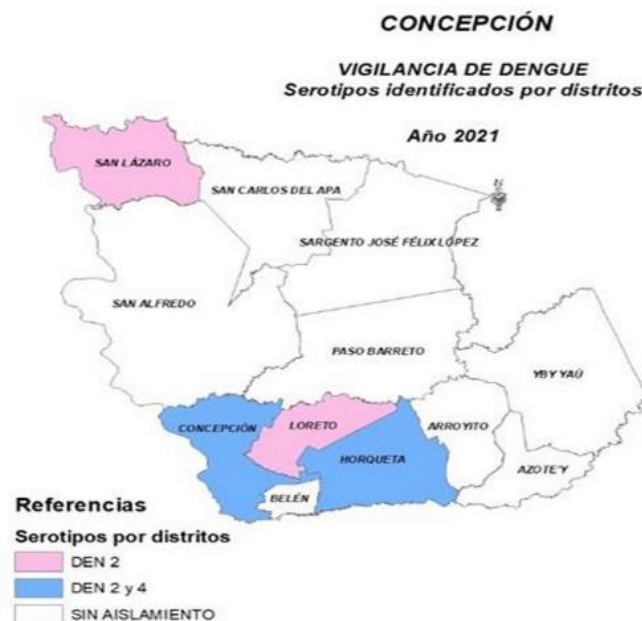 CONCEPCIÓN
VIGILANCIA DE DENGUE
Serotipos identificados por distritos
Año 2021
SAN LÁZARO
SAN CARLOS DEL APA
SARGENTO JOSÉ FÉLIX LÓPEZ
SAN ALFREDO
PASO BARRETO
YBY YAÚ
CONCEPCIÓN
LORETO
ARROYITO
HORQUETA
AZOTE'Y
BELÉN
Referencias
Serotipos por distritos
DEN 2
DEN 2 y 4
SIN AISLAMIENTO